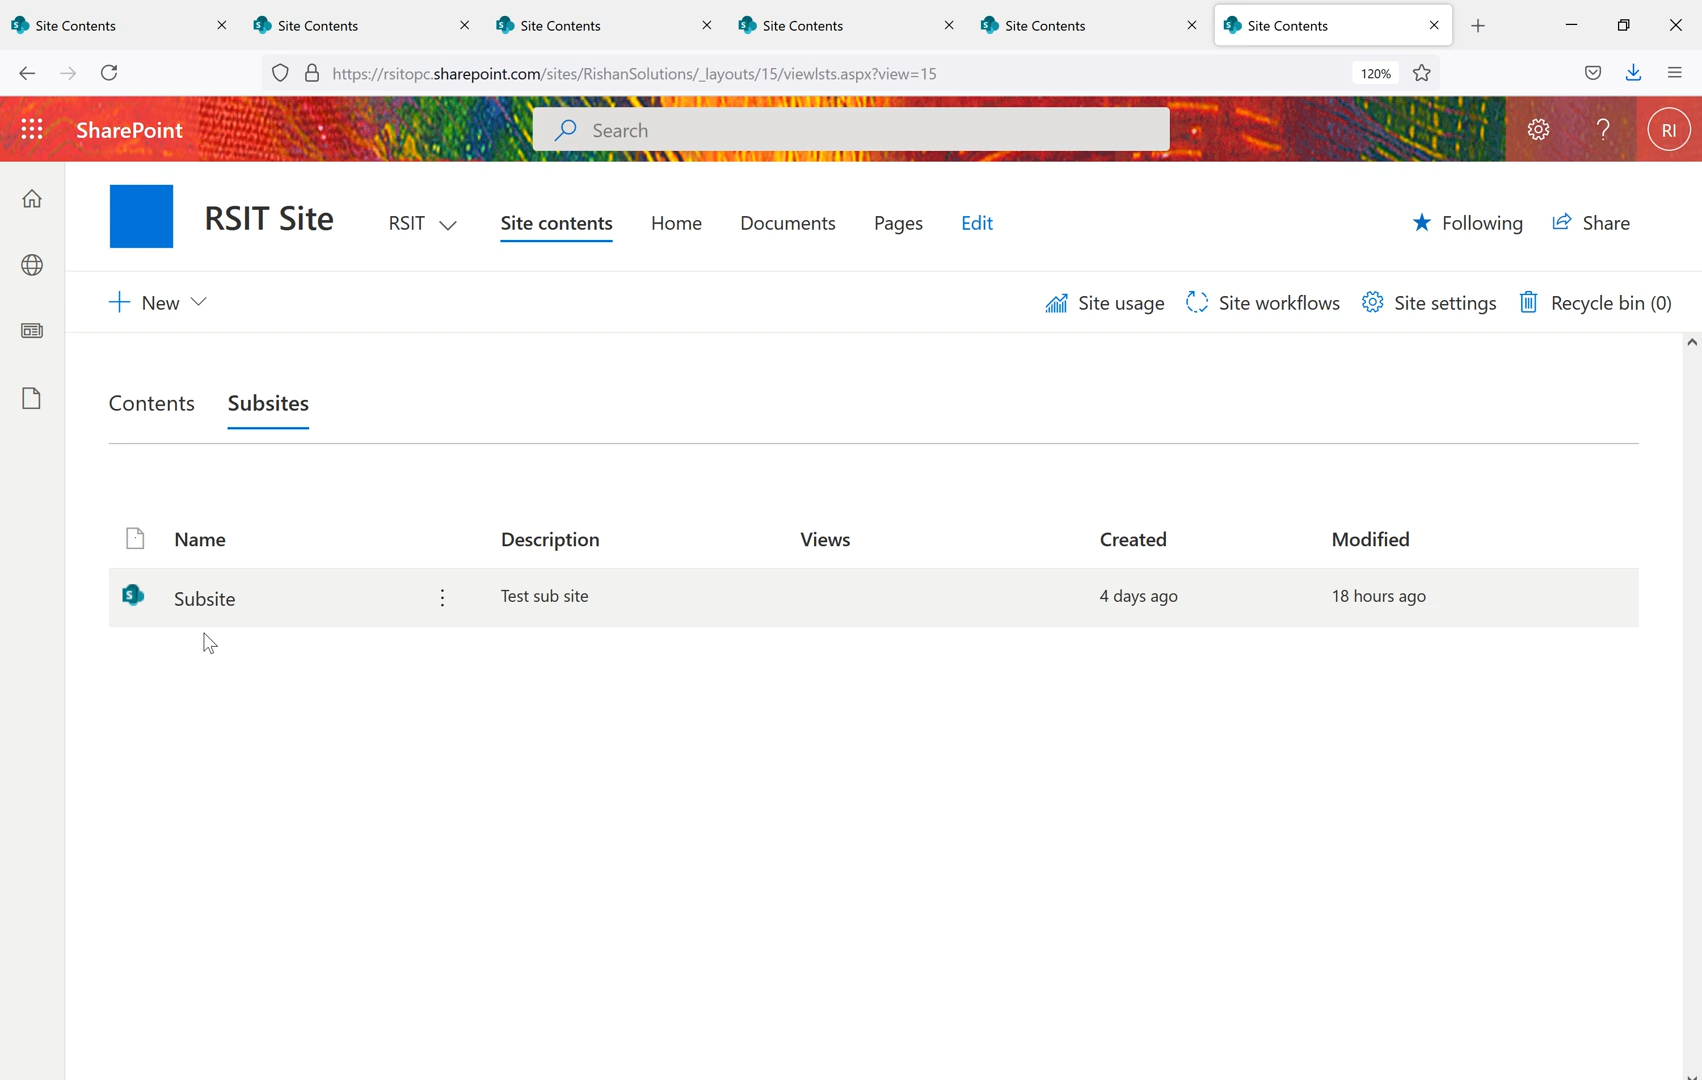 Site Contents Site Contents Site Contents Site Contents Site Contents Site Contents
https://rsitopc.sharepoint.com/sites/RishanSolutions/_layouts/15/viewlsts.aspx?view=15 120%
SharePoint Search ? RI
RSIT Site RSIT Site contents Home Documents Pages Edit Following Share
New Site usage Site workflows Site settings Recycle bin (0)
Contents Subsites
Name Description Views Created Modified
S Subsite Test sub site 4 days ago 18 hours ago